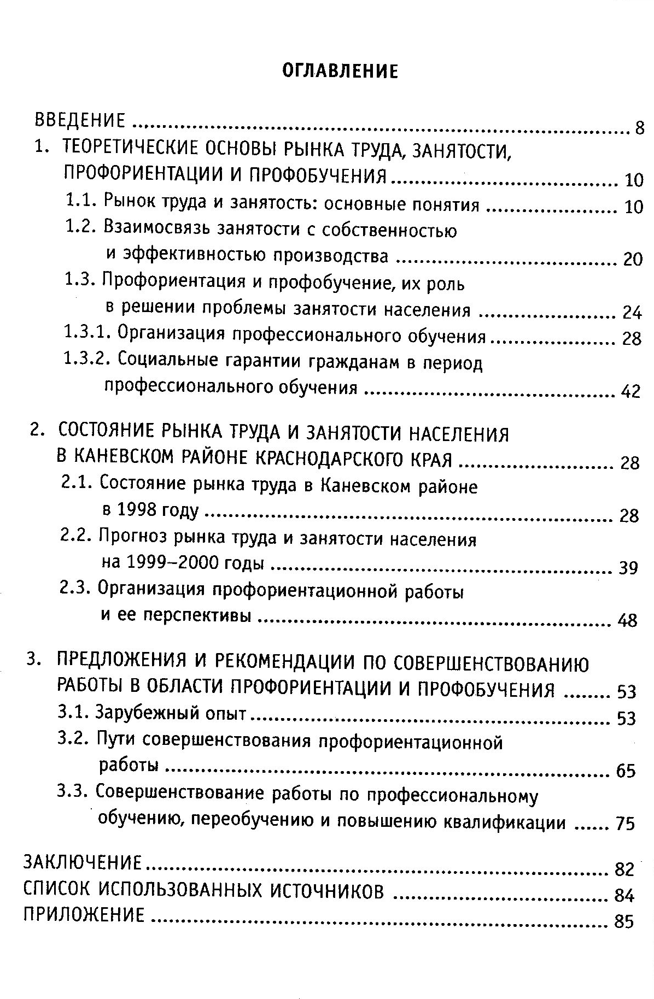 ОГЛАВЛЕНИЕ
ВВЕДЕНИЕ ........................................ 8
1. ТЕОРЕТИЧЕСКИЕ ОСНОВЫ РЫНКА ТРУДА, ЗАНЯТОСТИ,
ПРОФОРИЕНТАЦИИ И ПРОФОБУЧЕНИЯ ........................................ 10
1.1. Рынок труда и занятость: основные понятия ........................ 10
1.2. Взаимосвязь занятости с собственностью
и эффективностью производства ........................................ 20
1.3. Профориентация и профобучение, их роль
в решении проблемы занятости населения ........................ 24
1.3.1. Организация профессионального обучения ........................ 28
1.3.2. Социальные гарантии гражданам в период
профессионального обучения ........................................ 42
2. СОСТОЯНИЕ РЫНКА ТРУДА И ЗАНЯТОСТИ НАСЕЛЕНИЯ
В КАНЕВСКОМ РАЙОНЕ КРАСНОДАРСКОГО КРАЯ ........................ 28
2.1. Состояние рынка труда в Каневском районе
в 1998 году ........................................ 28
2.2. Прогноз рынка труда и занятости населения
на 1999–2000 годы ........................................ 39
2.3. Организация профориентационной работы
и ее перспективы ........................................ 48
3. ПРЕДЛОЖЕНИЯ И РЕКОМЕНДАЦИИ ПО СОВЕРШЕНСТВОВАНИЮ
РАБОТЫ В ОБЛАСТИ ПРОФОРИЕНТАЦИИ И ПРОФОБУЧЕНИЯ ........ 53
3.1. Зарубежный опыт ........................................ 53
3.2. Пути совершенствования профориентационной
работы ........................................ 65
3.3. Совершенствование работы по профессиональному
обучению, переобучению и повышению квалификации ...... 75
ЗАКЛЮЧЕНИЕ ........................................ 82
СПИСОК ИСПОЛЬЗОВАННЫХ ИСТОЧНИКОВ ........................................ 84
ПРИЛОЖЕНИЕ ........................................ 85